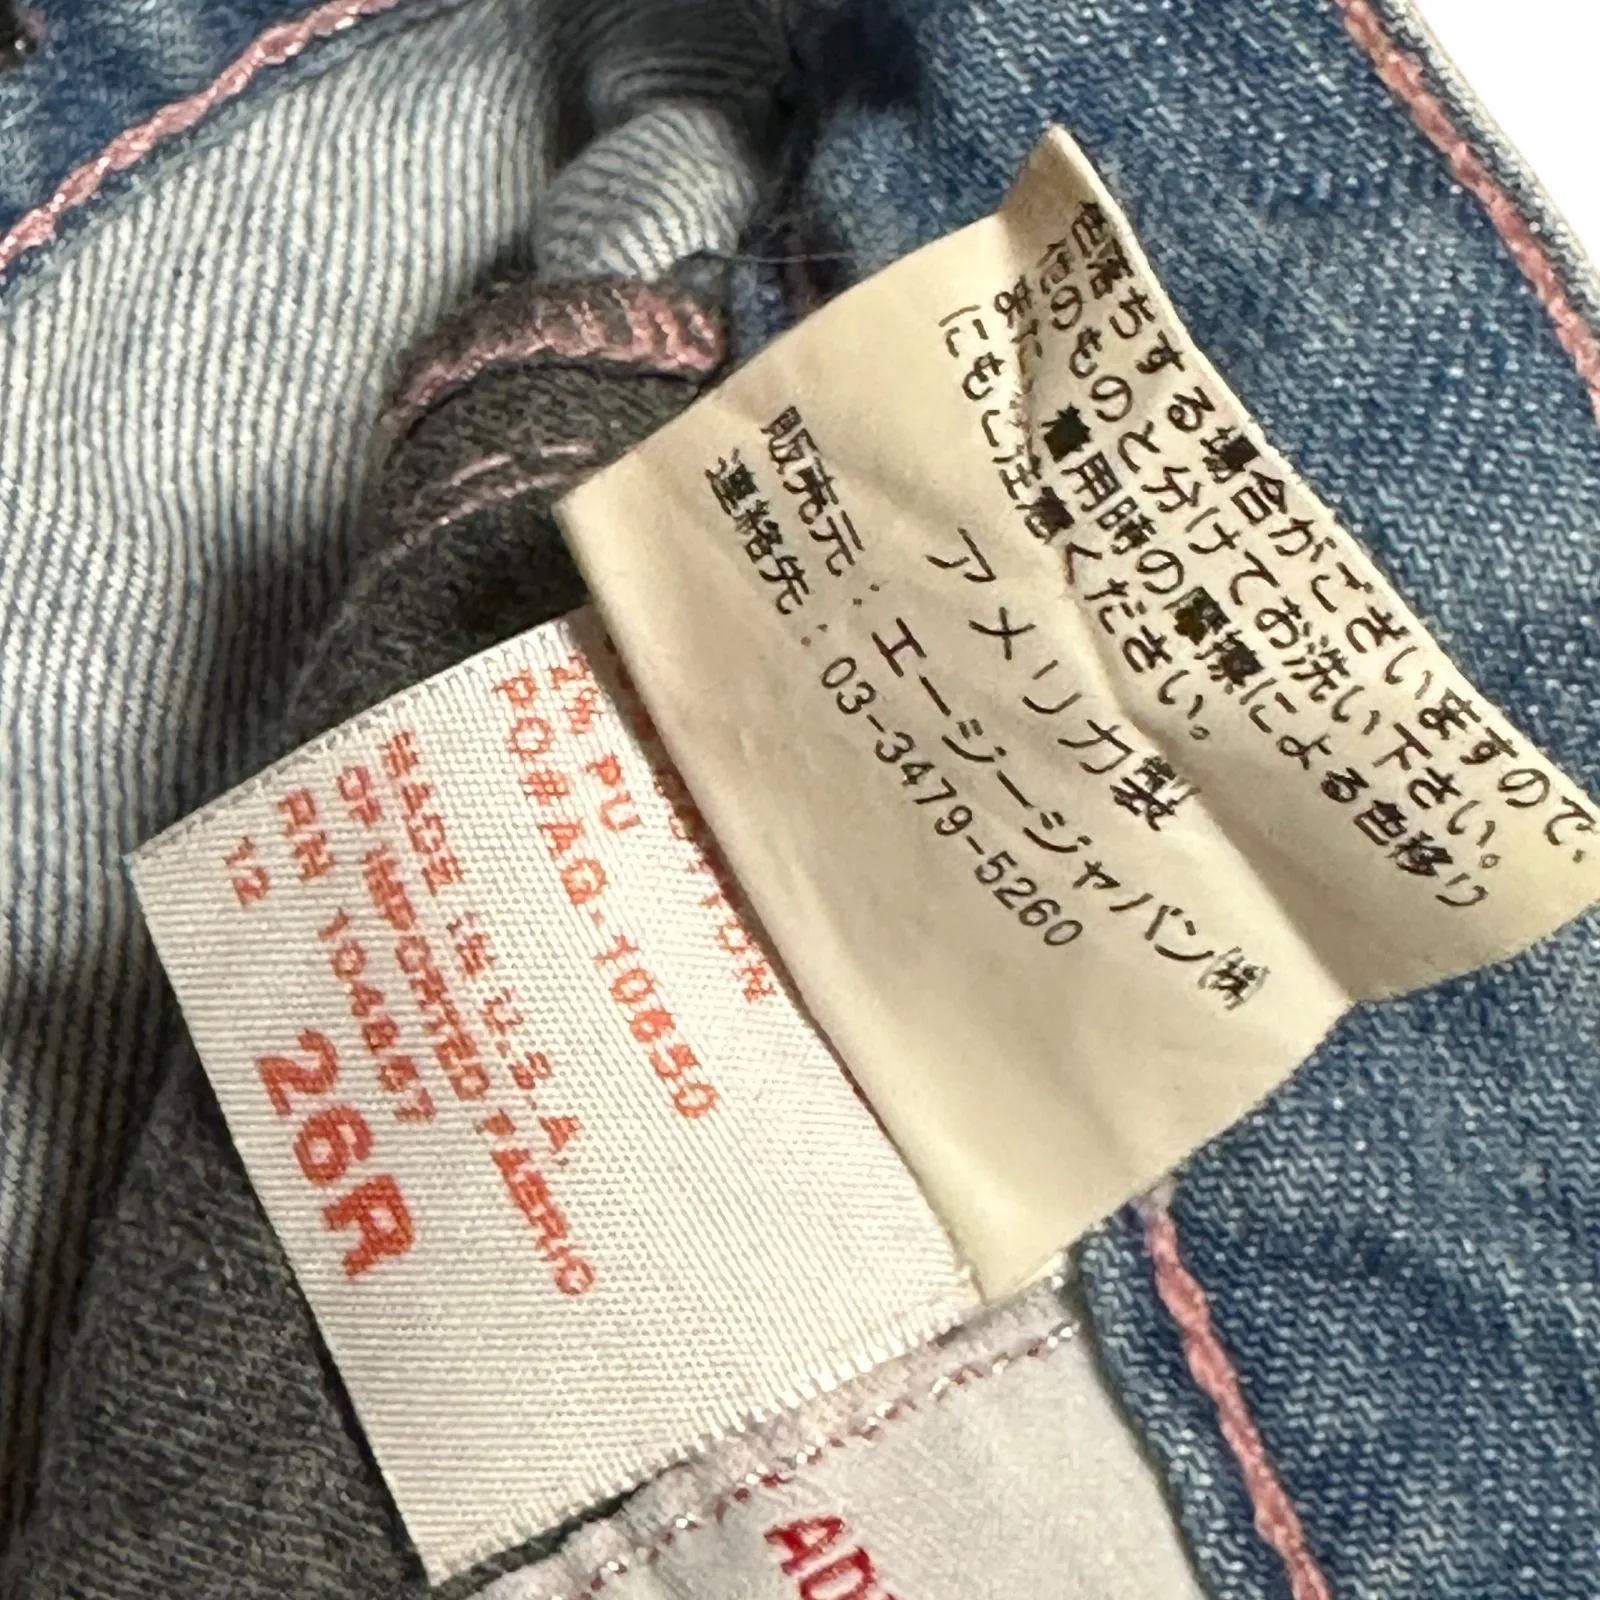 色落ちする場合がございますので、
他のものと分けてお洗い下さい。
また 着用時の摩擦による色移り
にもご注意ください。
アメリカ製
販売元:エージージャパン㈱
連絡先:03-3479-5260
2% PU
PO#AG-10650
MADE IN U.S.A.
OF IMPORTED FABRIC
RN 104867
12
26R
AD